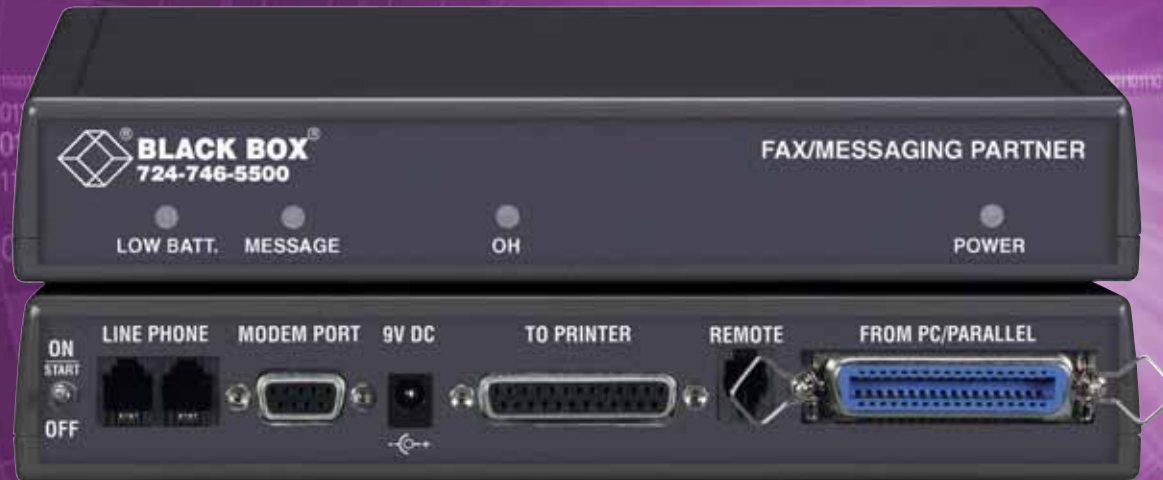 BLACK BOX®
724-746-5500
FAX/MESSAGING PARTNER
LOW BATT.
MESSAGE
OH
POWER
ON
START
OFF
LINE PHONE
MODEM PORT
9V DC
TO PRINTER
REMOTE
FROM PC/PARALLEL